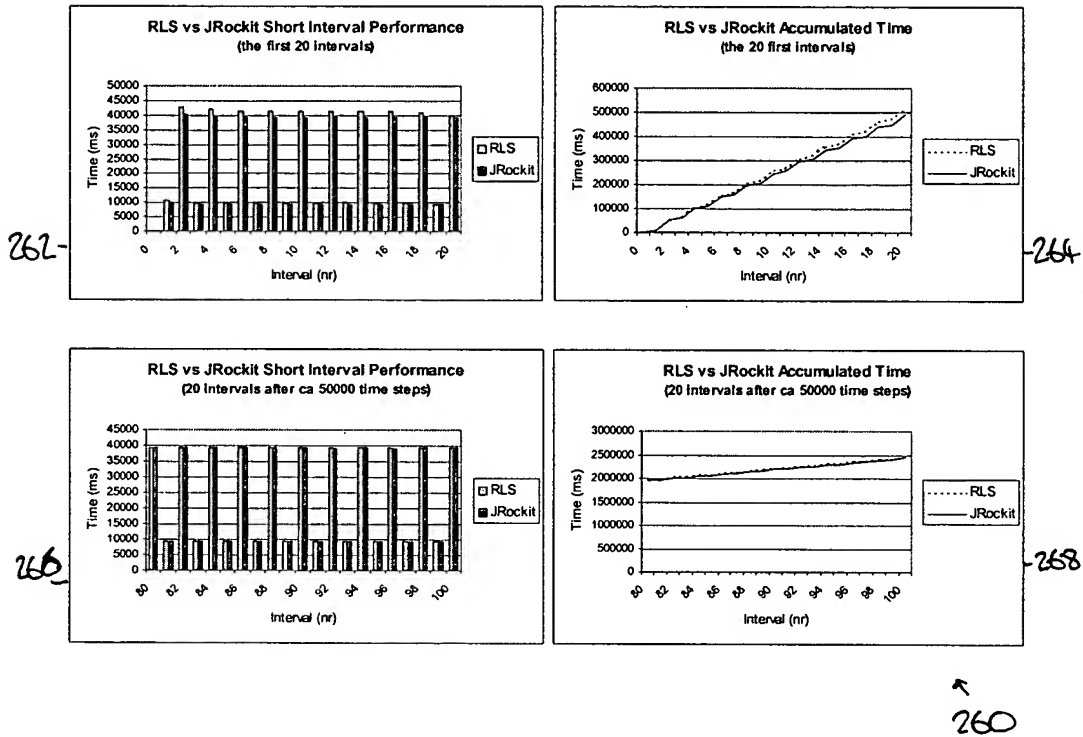 RLS vs JRockit Short Interval Performance
(the first 20 intervals)
50000
45000
40000
35000
30000
25000
20000
15000
10000
5000
0
Time (ms)
0 2 4 6 8 10 12 14 16 18 20
Interval (nr)
RLS
JRockit
262
RLS vs JRockit Accumulated Time
(the 20 first intervals)
600000
500000
400000
300000
200000
100000
0
Time (ms)
0 2 4 6 8 10 12 14 16 18 20
Interval (nr)
RLS
JRockit
264
RLS vs JRockit Short Interval Performance
(20 intervals after ca 50000 time steps)
45000
40000
35000
30000
25000
20000
15000
10000
5000
0
Time (ms)
80 82 84 86 88 90 92 94 96 98 100
Interval (nr)
RLS
JRockit
266
RLS vs JRockit Accumulated Time
(20 intervals after ca 50000 time steps)
3000000
2500000
2000000
1500000
1000000
500000
0
Time (ms)
80 82 84 86 88 90 92 94 96 98 100
Interval (nr)
RLS
JRockit
268
260